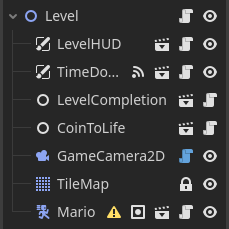 Level
LevelHUD
TimeDo...
LevelCompletion
CoinToLife
GameCamera2D
TileMap
Mario